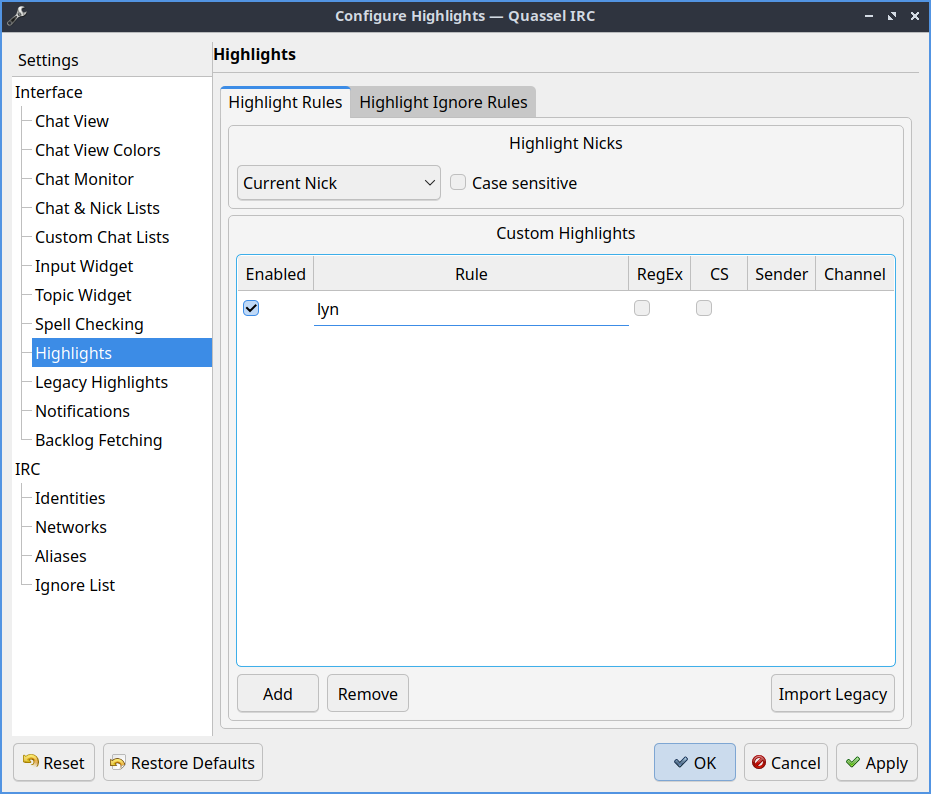 Configure Highlights — Quassel IRC
Settings
Interface
Chat View
Chat View Colors
Chat Monitor
Chat & Nick Lists
Custom Chat Lists
Input Widget
Topic Widget
Spell Checking
Highlights
Legacy Highlights
Notifications
Backlog Fetching
IRC
Identities
Networks
Aliases
Ignore List
Highlights
Highlight Rules Highlight Ignore Rules
Highlight Nicks
Current Nick Case sensitive
Custom Highlights
Enabled Rule RegEx CS Sender Channel
lyn
Add Remove Import Legacy
Reset Restore Defaults OK Cancel Apply